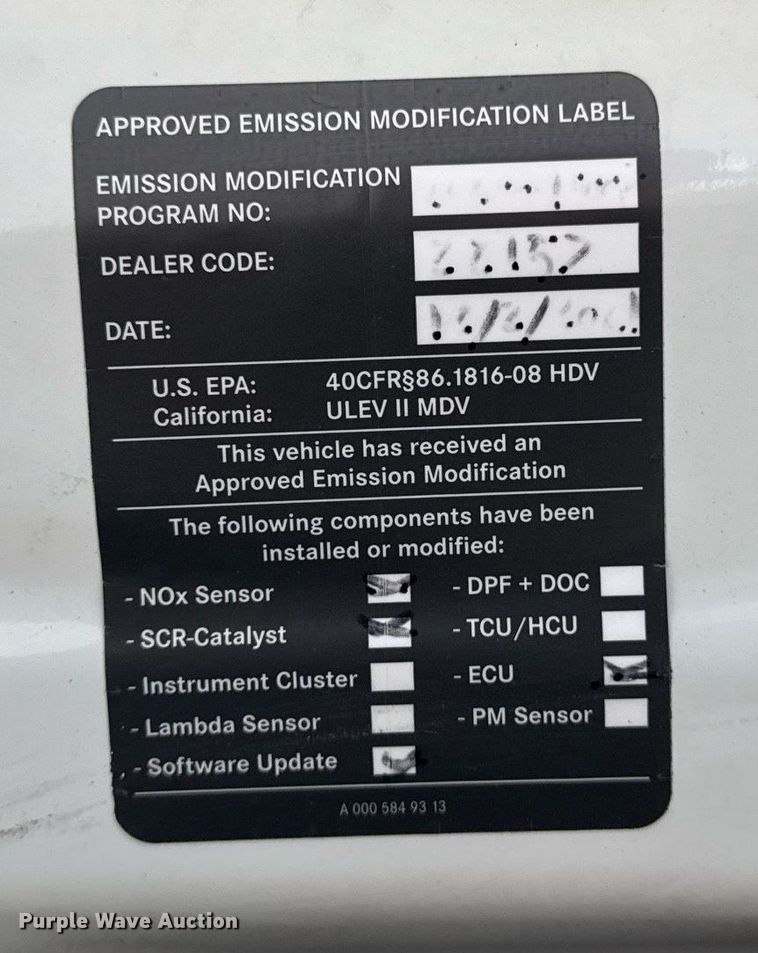 APPROVED EMISSION MODIFICATION LABEL
EMISSION MODIFICATION
PROGRAM NO:
DEALER CODE:
DATE:
U.S. EPA: 40CFR§86.1816-08 HDV
California: ULEV II MDV
This vehicle has received an
Approved Emission Modification
The following components have been
installed or modified:
- NOx Sensor - DPF + DOC
- SCR-Catalyst - TCU/HCU
- Instrument Cluster - ECU
- Lambda Sensor - PM Sensor
- Software Update
A 000 584 93 13
Purple Wave Auction